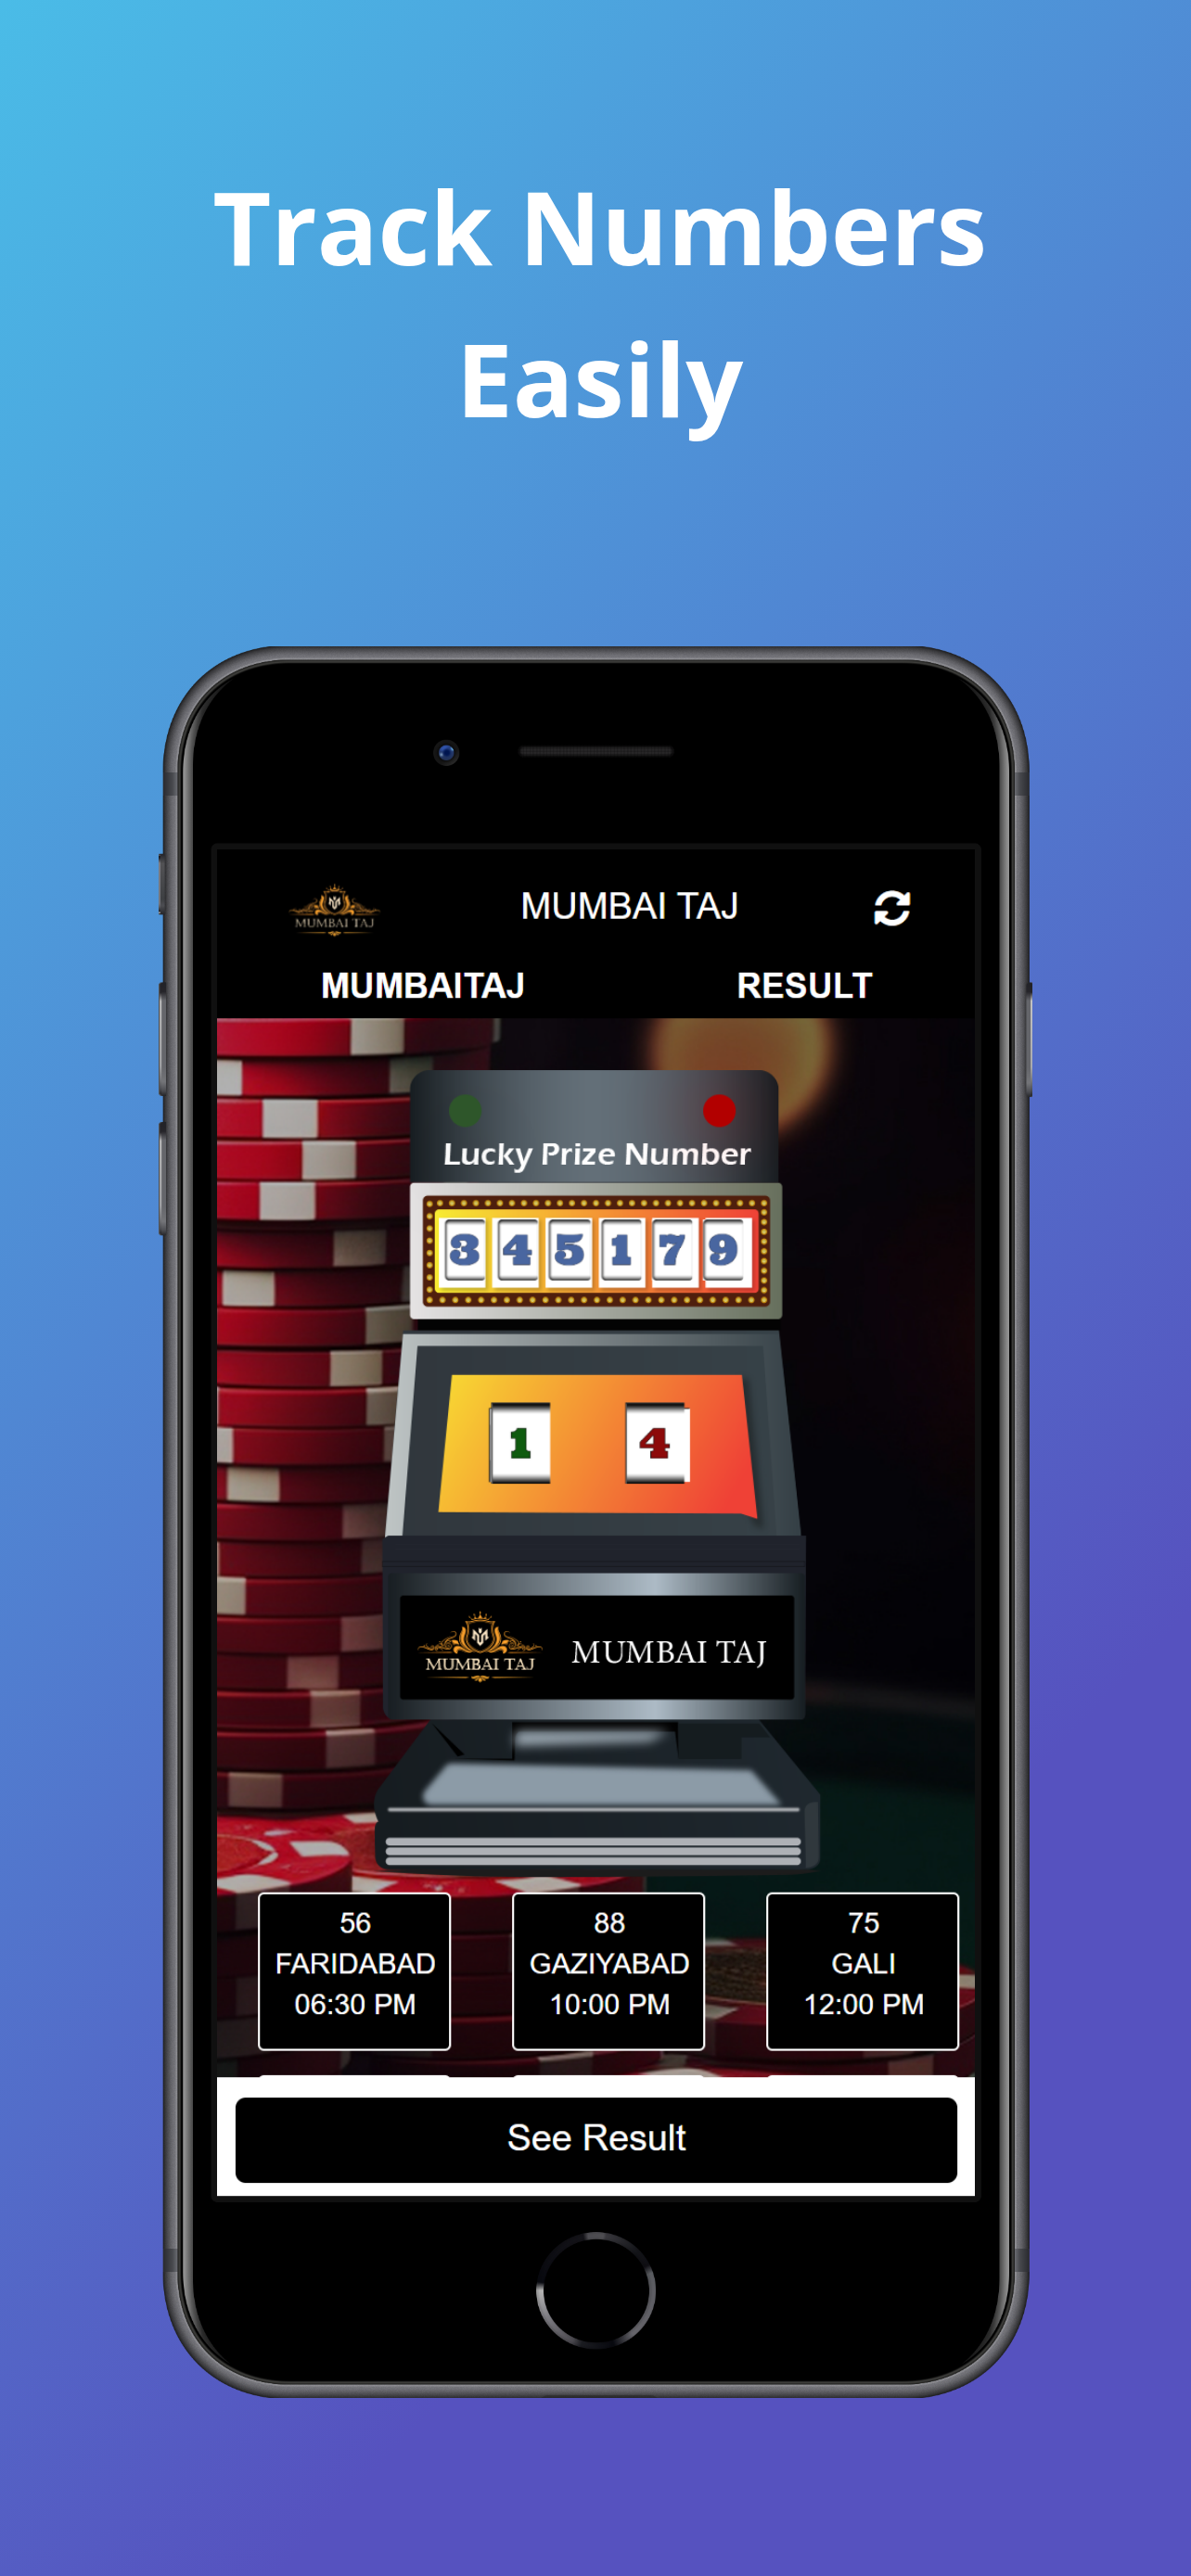 Track Numbers
Easily
MUMBAI TAJ
MUMBAI TAJ
MUMBAITAJ RESULT
Lucky Prize Number
3 4 5 1 7 9
1 4
MUMBAI TAJ
MUMBAI TAJ
56
FARIDABAD
06:30 PM
88
GAZIYABAD
10:00 PM
75
GALI
12:00 PM
See Result